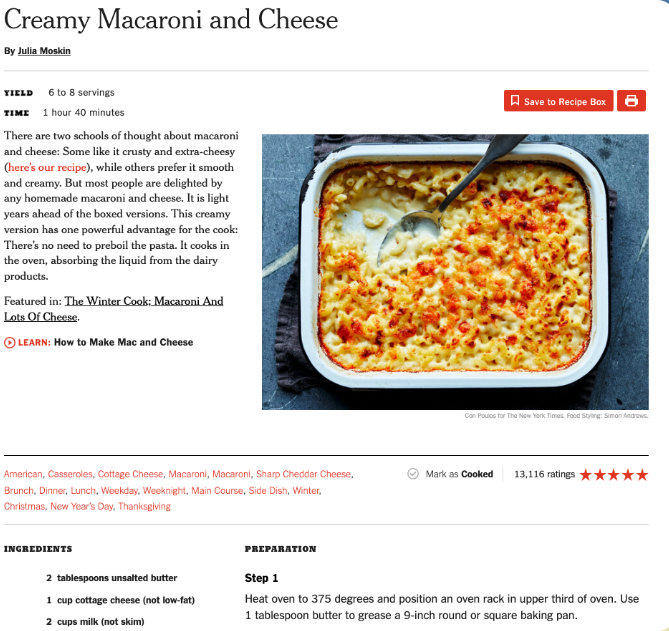 Creamy Macaroni and Cheese
By Julia Moskin
YIELD 6 to 8 servings
TIME 1 hour 40 minutes
Save to Recipe Box
There are two schools of thought about macaroni
and cheese: Some like it crusty and extra-cheesy
(here's our recipe), while others prefer it smooth
and creamy. But most people are delighted by
any homemade macaroni and cheese. It is light
years ahead of the boxed versions. This creamy
version has one powerful advantage for the cook:
There's no need to preboil the pasta. It cooks in
the oven, absorbing the liquid from the dairy
products.
Featured in: The Winter Cook; Macaroni And
Lots Of Cheese.
LEARN: How to Make Mac and Cheese
Con Poulos for The New York Times. Food Styling: Simon Andrews.
American, Casseroles, Cottage Cheese, Macaroni, Macaroni, Sharp Cheddar Cheese,
Brunch, Dinner, Lunch, Weekday, Weeknight, Main Course, Side Dish, Winter,
Christmas, New Year's Day, Thanksgiving
Mark as Cooked
13,116 ratings
INGREDIENTS
2 tablespoons unsalted butter
1 cup cottage cheese (not low-fat)
2 cups milk (not skim)
PREPARATION
Step 1
Heat oven to 375 degrees and position an oven rack in upper third of oven. Use
1 tablespoon butter to grease a 9-inch round or square baking pan.